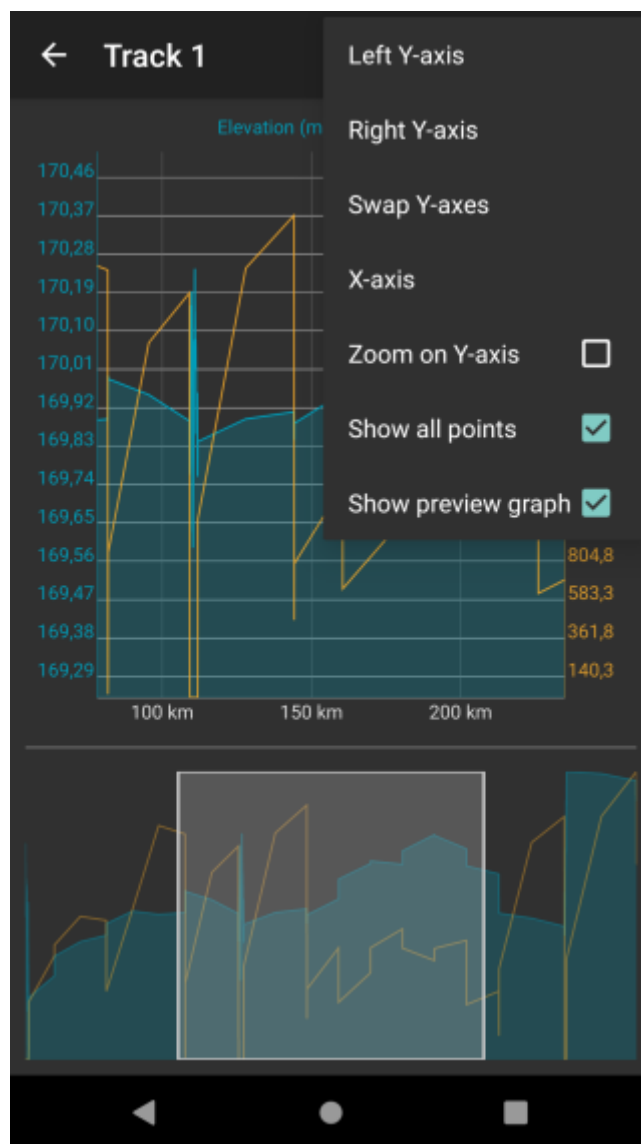 Track 1
Left Y-axis
Right Y-axis
Swap Y-axes
X-axis
Zoom on Y-axis
Show all points
Show preview graph
Elevation (m
170,46
170,37
170,28
170,19
170,10
170,01
169,92
169,83
169,74
169,65
169,56
169,47
169,38
169,29
804,8
583,3
361,8
140,3
100 km
150 km
200 km